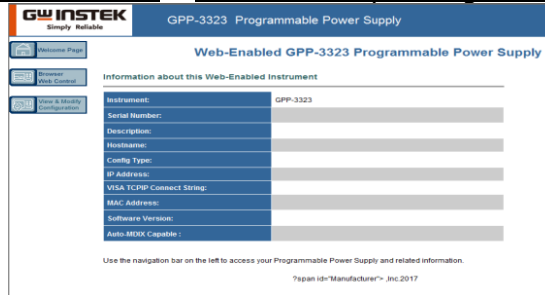 GWINSTEK
Simply Reliable
GPP-3323 Programmable Power Supply
Welcome Page
Browser
Web Control
View & Modify
Configuration
Web-Enabled GPP-3323 Programmable Power Supply
Information about this Web-Enabled Instrument
Instrument: GPP-3323
Serial Number:
Description:
Hostname:
Config Type:
IP Address:
VISA TCPIP Connect String:
MAC Address:
Software Version:
Auto-MDIX Capable :
Use the navigation bar on the left to access your Programmable Power Supply and related information.
?span id="Manufacturer"> ,Inc.2017